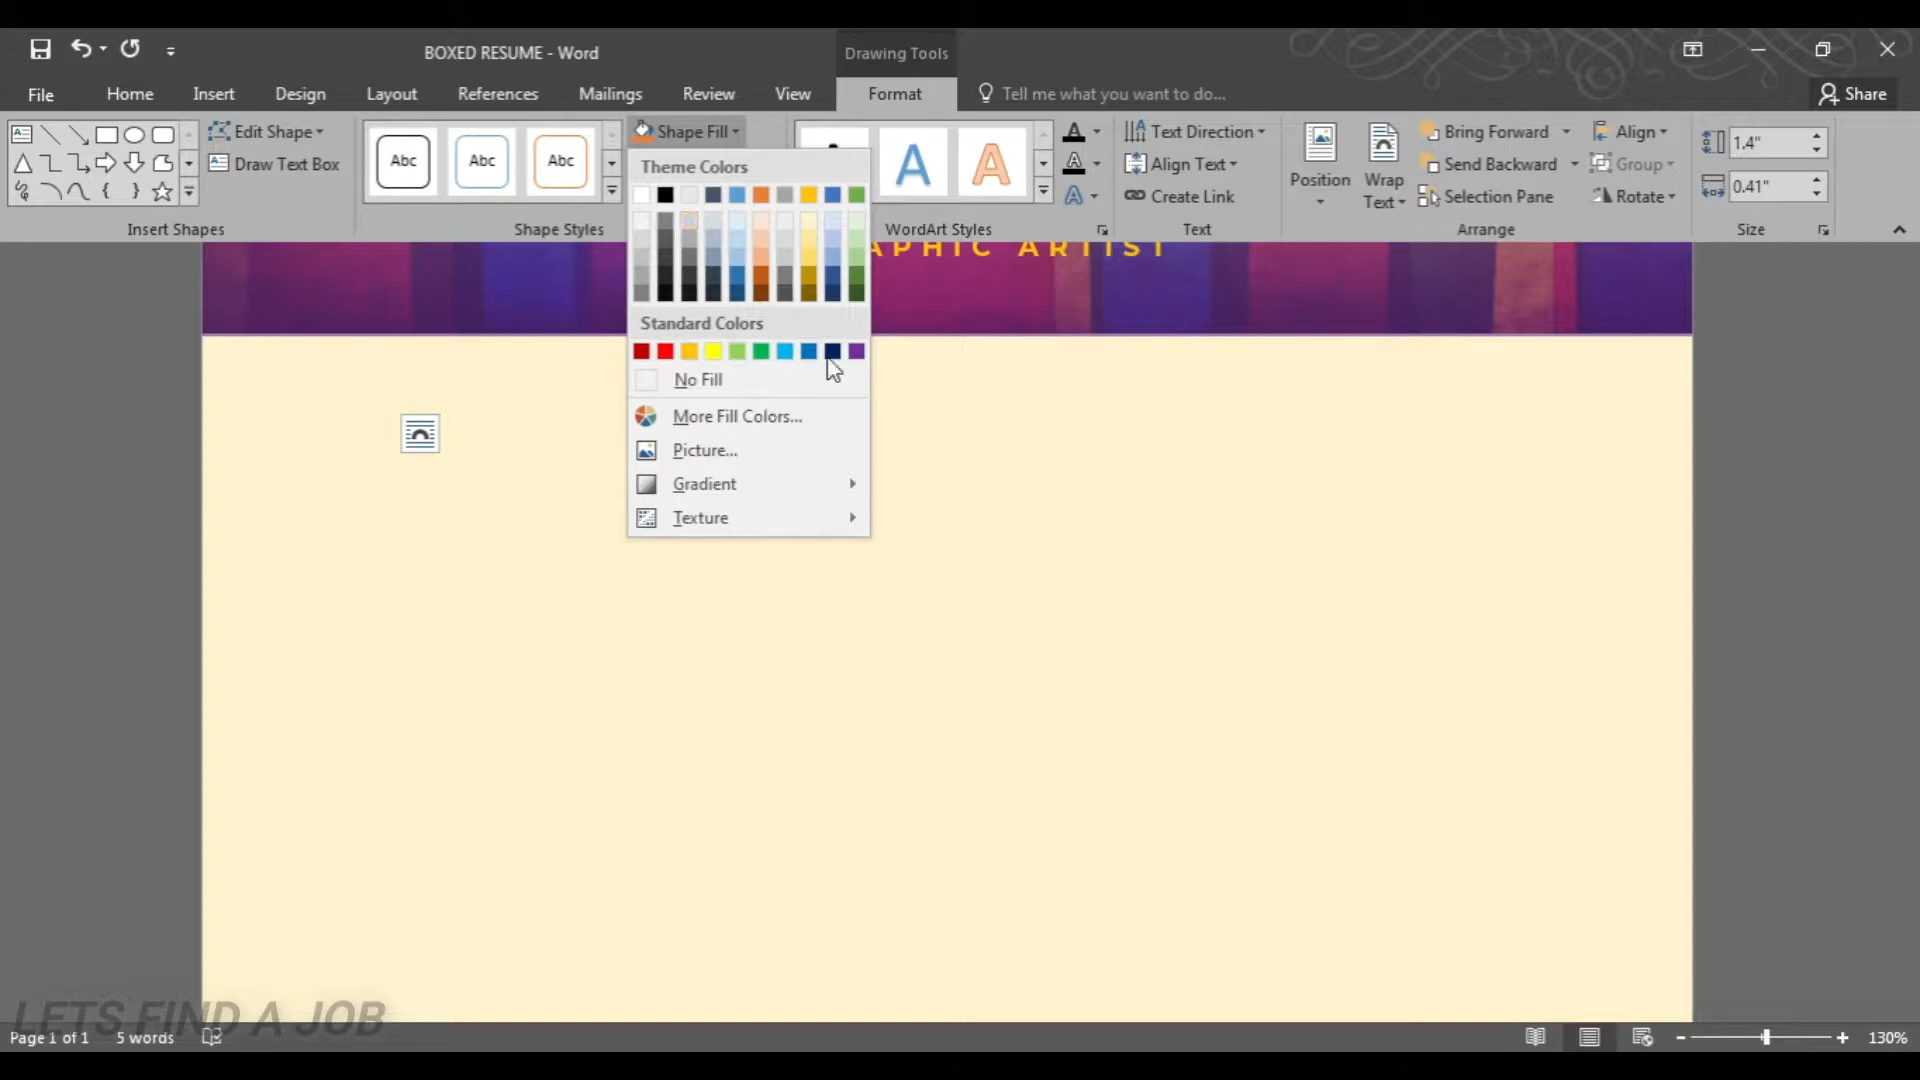 BOXED RESUME - Word
Drawing Tools
File
Home
Insert
Design
Layout
References
Mailings
Review
View
Format
Tell me what you want to do...
Share
Edit Shape
Draw Text Box
Insert Shapes
Abc
Abc
Abc
Shape Styles
Shape Fill
A
A
WordArt Styles
Text Direction
Align Text
Create Link
Text
Position
Wrap
Text
Bring Forward
Send Backward
Selection Pane
Align
Group
Rotate
Arrange
1.4"
0.41"
Size
Theme Colors
Standard Colors
No Fill
More Fill Colors...
Picture...
Gradient
Texture
APHIC ARTIST
LETS FIND A JOB
Page 1 of 1
5 words
130%